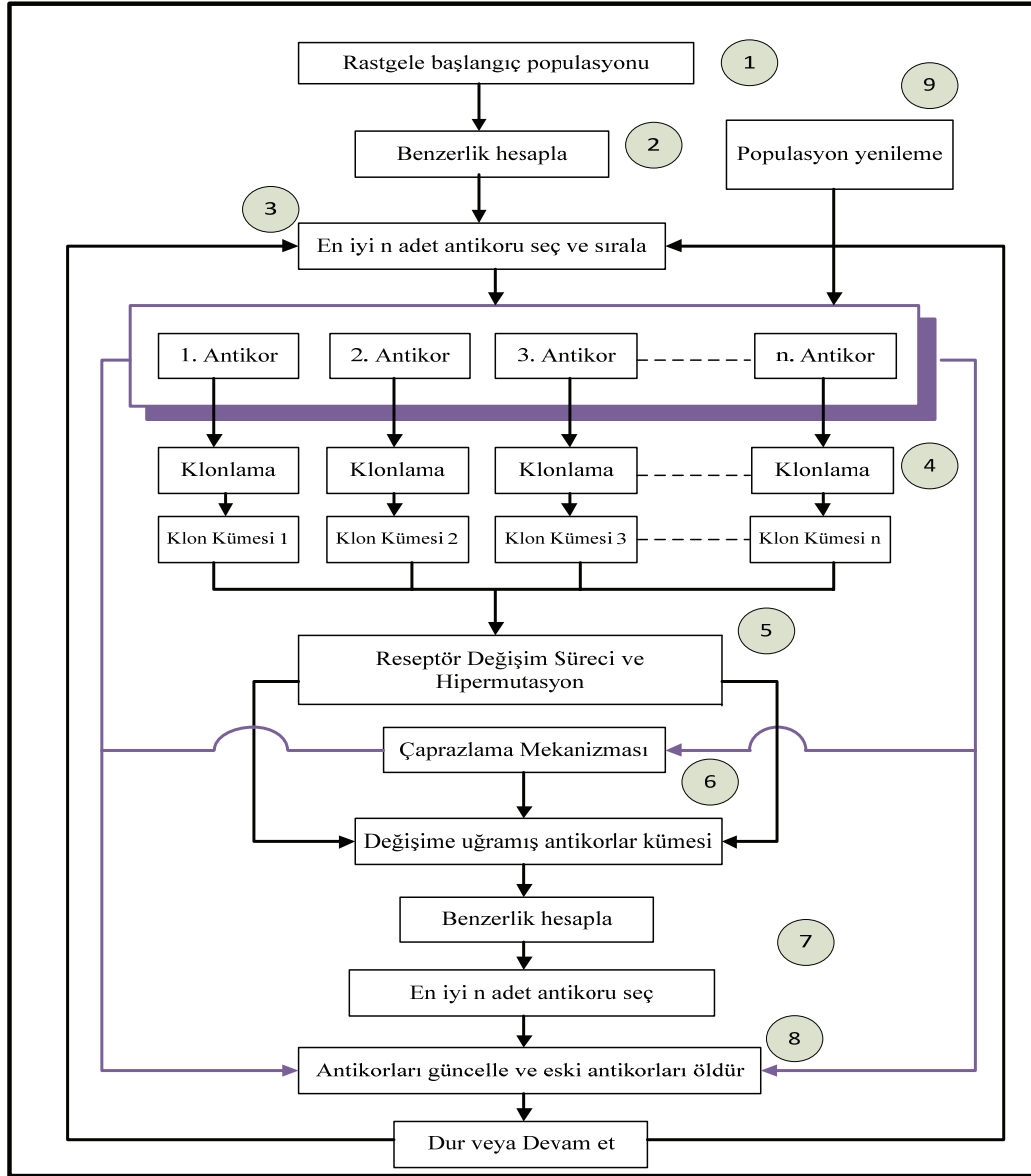 Rastgele başlangıç populasyonu
1
9
Benzerlik hesapla
2
Populasyon yenileme
3
En iyi n adet antikoru seç ve sırala
1. Antikor
2. Antikor
3. Antikor
n. Antikor
Klonlama
Klonlama
Klonlama
Klonlama
4
Klon Kümesi 1
Klon Kümesi 2
Klon Kümesi 3
Klon Kümesi n
5
Reseptör Değişim Süreci ve
Hipermutasyon
Çaprazlama Mekanizması
6
Değişime uğramış antikorlar kümesi
Benzerlik hesapla
7
En iyi n adet antikoru seç
8
Antikorları güncelle ve eski antikorları öldür
Dur veya Devam et